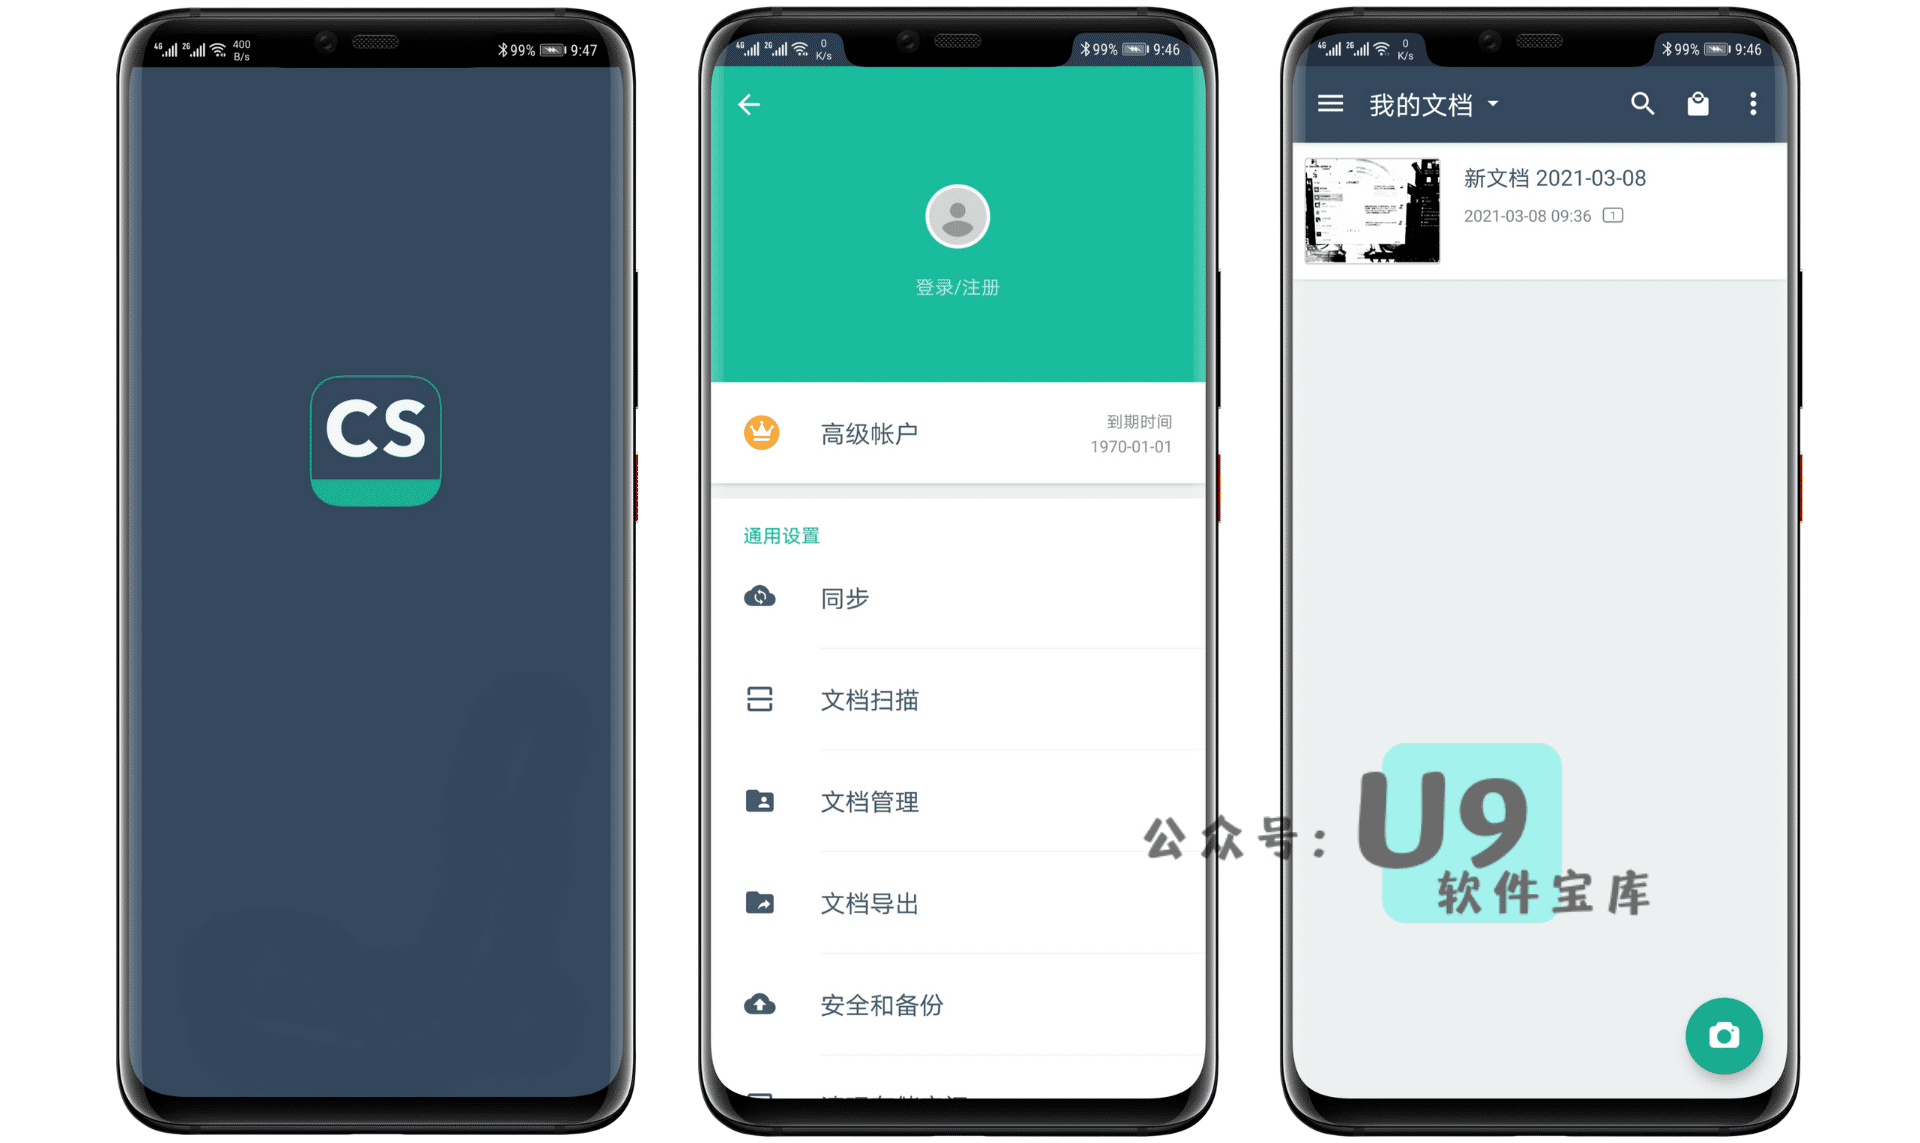 4G 2G 400 B/s 99% 9:47
CS
4G 2G 0 K/s 99% 9:46
登录/注册
高级帐户
到期时间
1970-01-01
通用设置
同步
文档扫描
文档管理
文档导出
安全和备份
4G 2G 0 K/s 99% 9:46
我的文档
新文档 2021-03-08
2021-03-08 09:36 1
公众号：U9
软件宝库